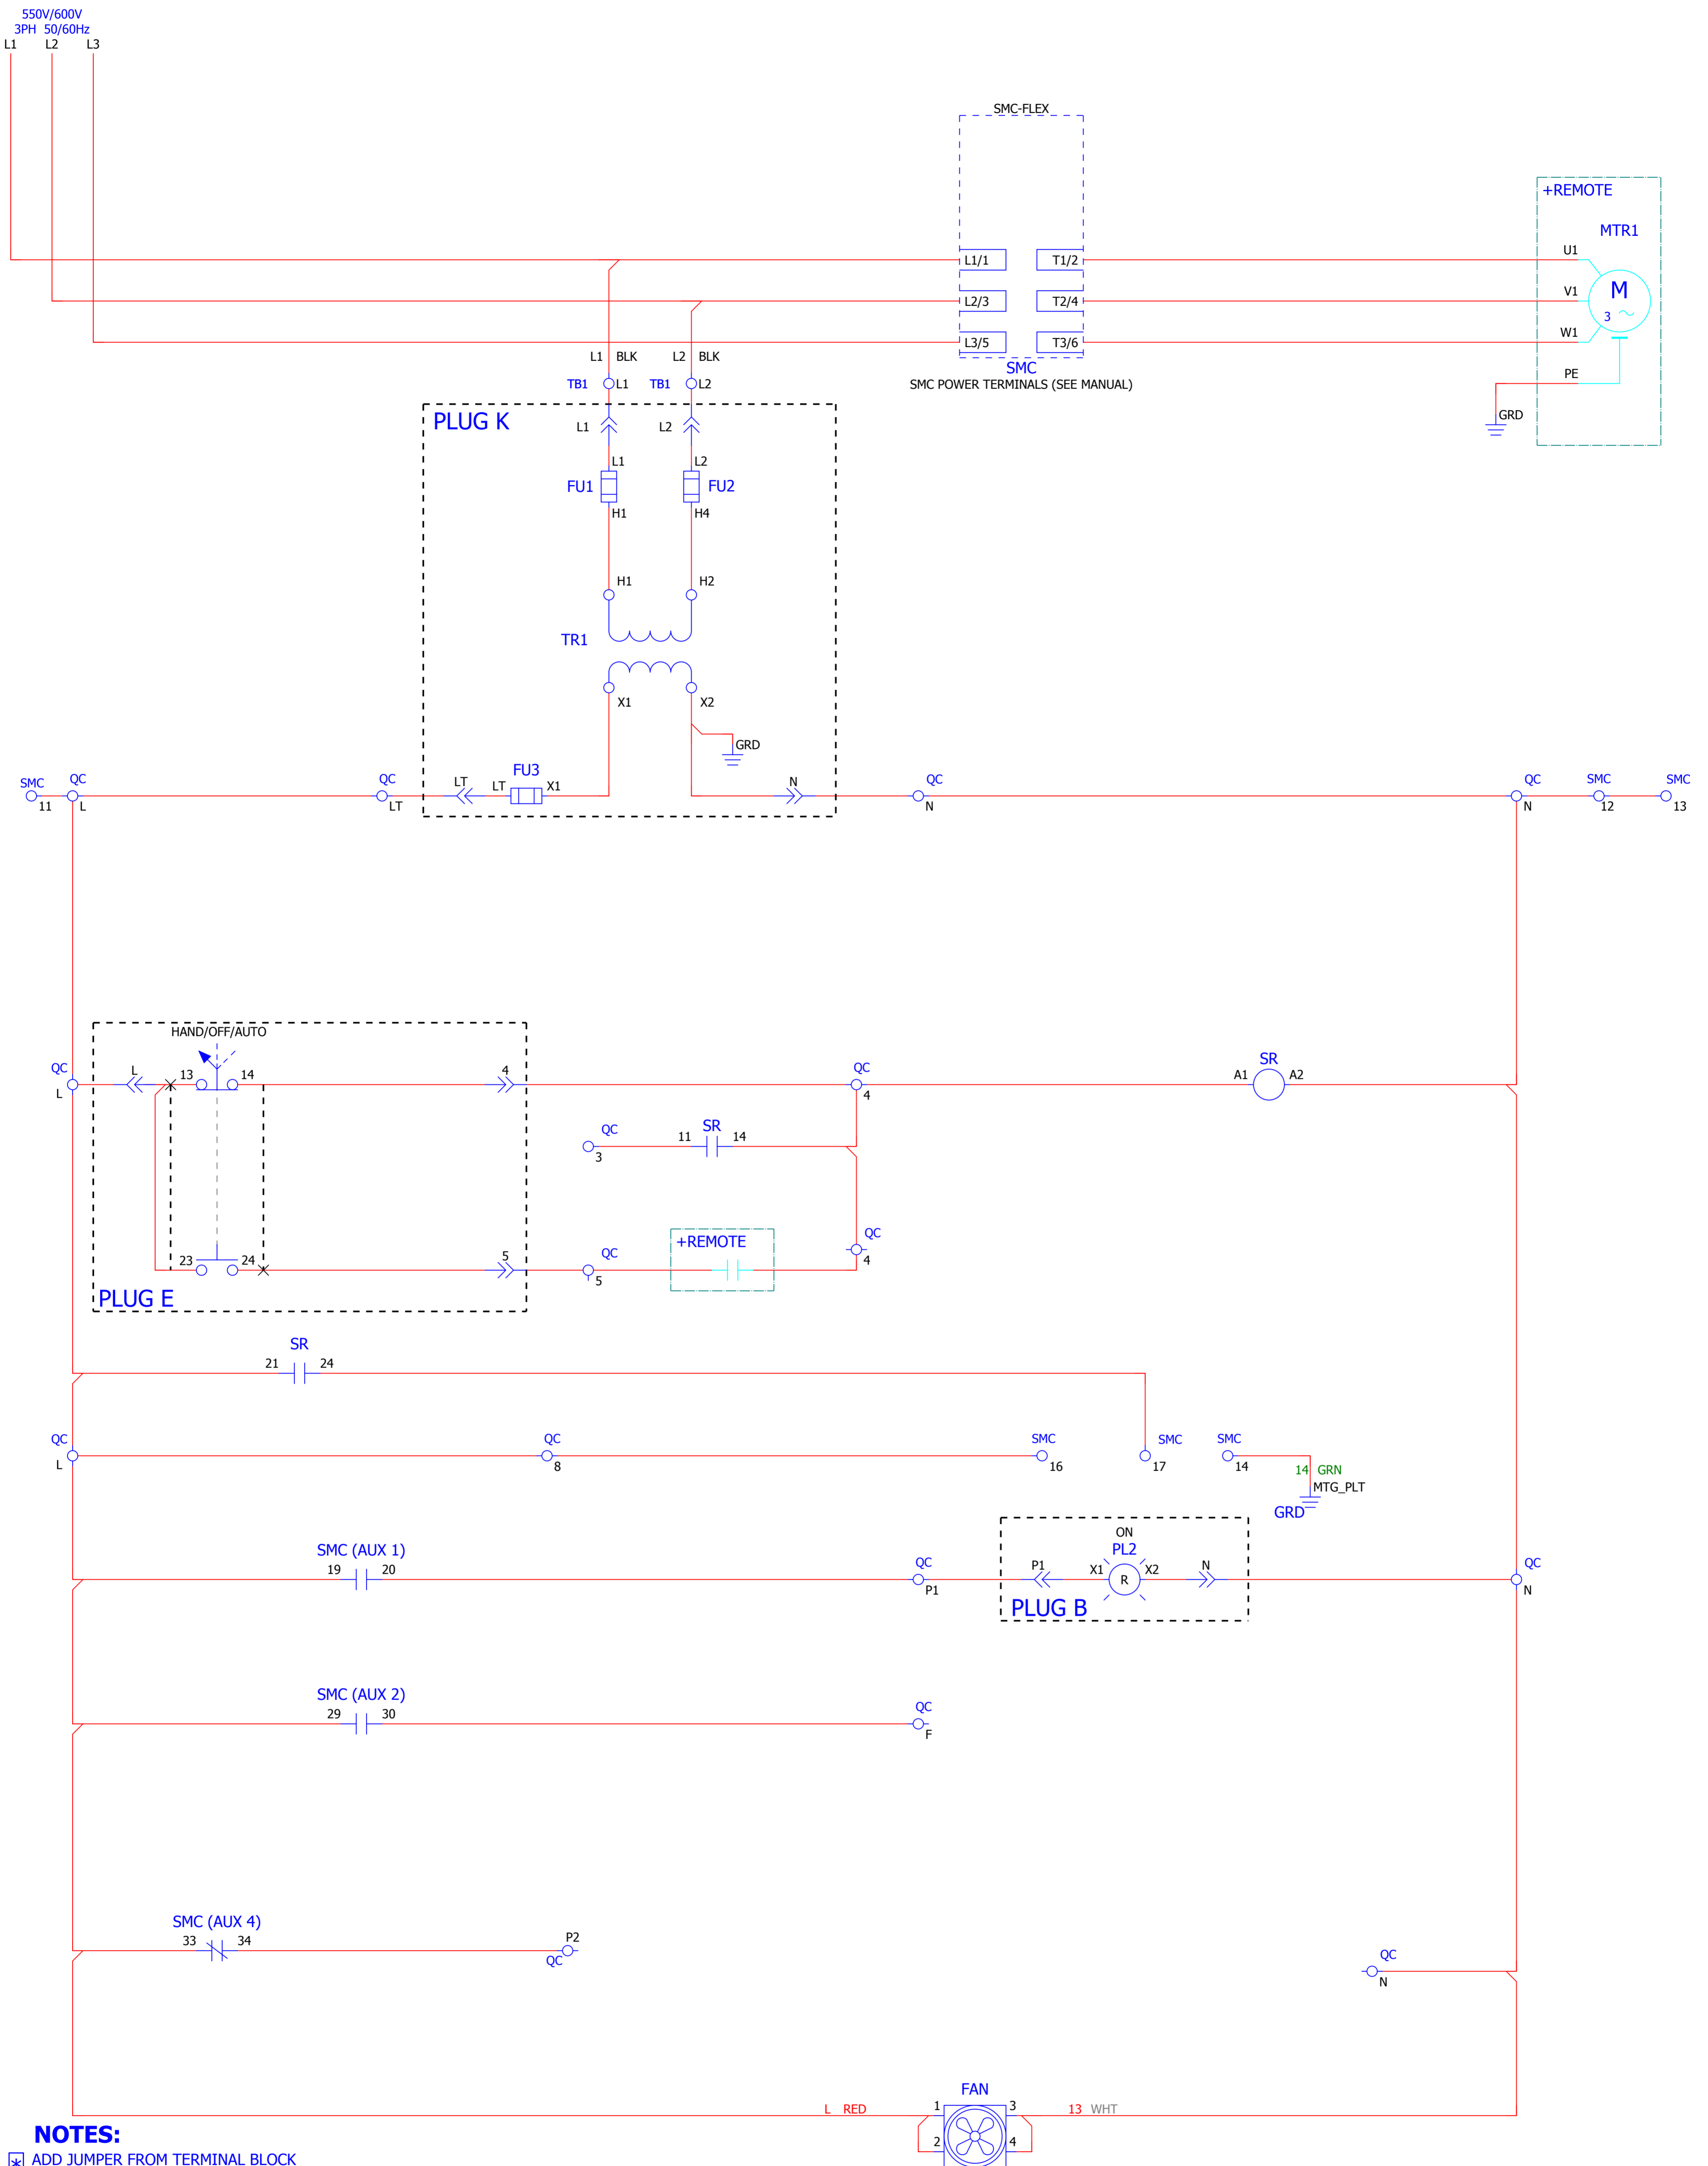 550V/600V
3PH 50/60Hz
L1 L2 L3
SMC-FLEX
+REMOTE
MTR1
L1/1 T1/2 U1
L2/3 T2/4 V1
M
3
L3/5 T3/6 W1
L1 BLK L2 BLK
SMC
SMC POWER TERMINALS (SEE MANUAL)
PE
TB1 L1 TB1 L2
GRD
PLUG K
L1 L2
L1 L2
FU1 FU2
H1 H4
H1 H2
TR1
X1 X2
GRD
SMC QC QC LT LT FU3 X1 N QC QC SMC SMC
11 L LT N N 12 13
HAND/OFF/AUTO
QC L 13 14 4 QC A1 SR A2
L 4
QC 11 SR 14
3
+REMOTE QC
23 24 5 QC 4
5
PLUG E
SR
21 24
QC QC SMC SMC SMC
L 8 16 17 14
14 GRN
MTG_PLT
GRD
ON
SMC (AUX 1) PL2
19 20 QC P1 X1 R X2 N QC
P1 N
PLUG B
SMC (AUX 2)
29 30 QC
F
SMC (AUX 4)
33 34 P2
QC
QC
N
FAN
L RED 1 3 13 WHT
2 4
NOTES:
* ADD JUMPER FROM TERMINAL BLOCK